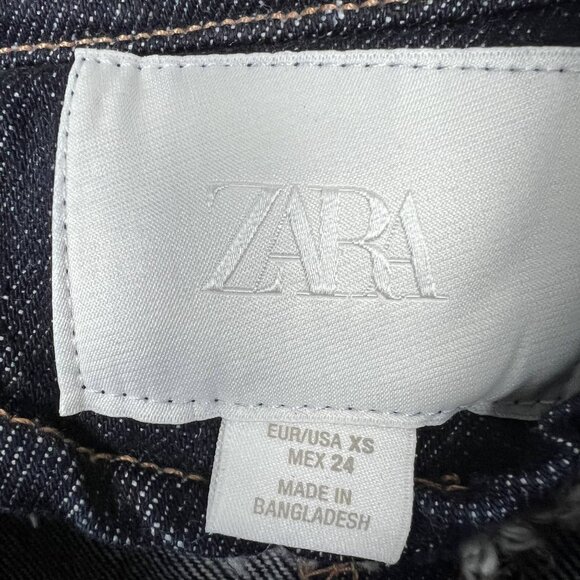 ZARA
EUR/USA XS
MEX 24
MADE IN
BANGLADESH